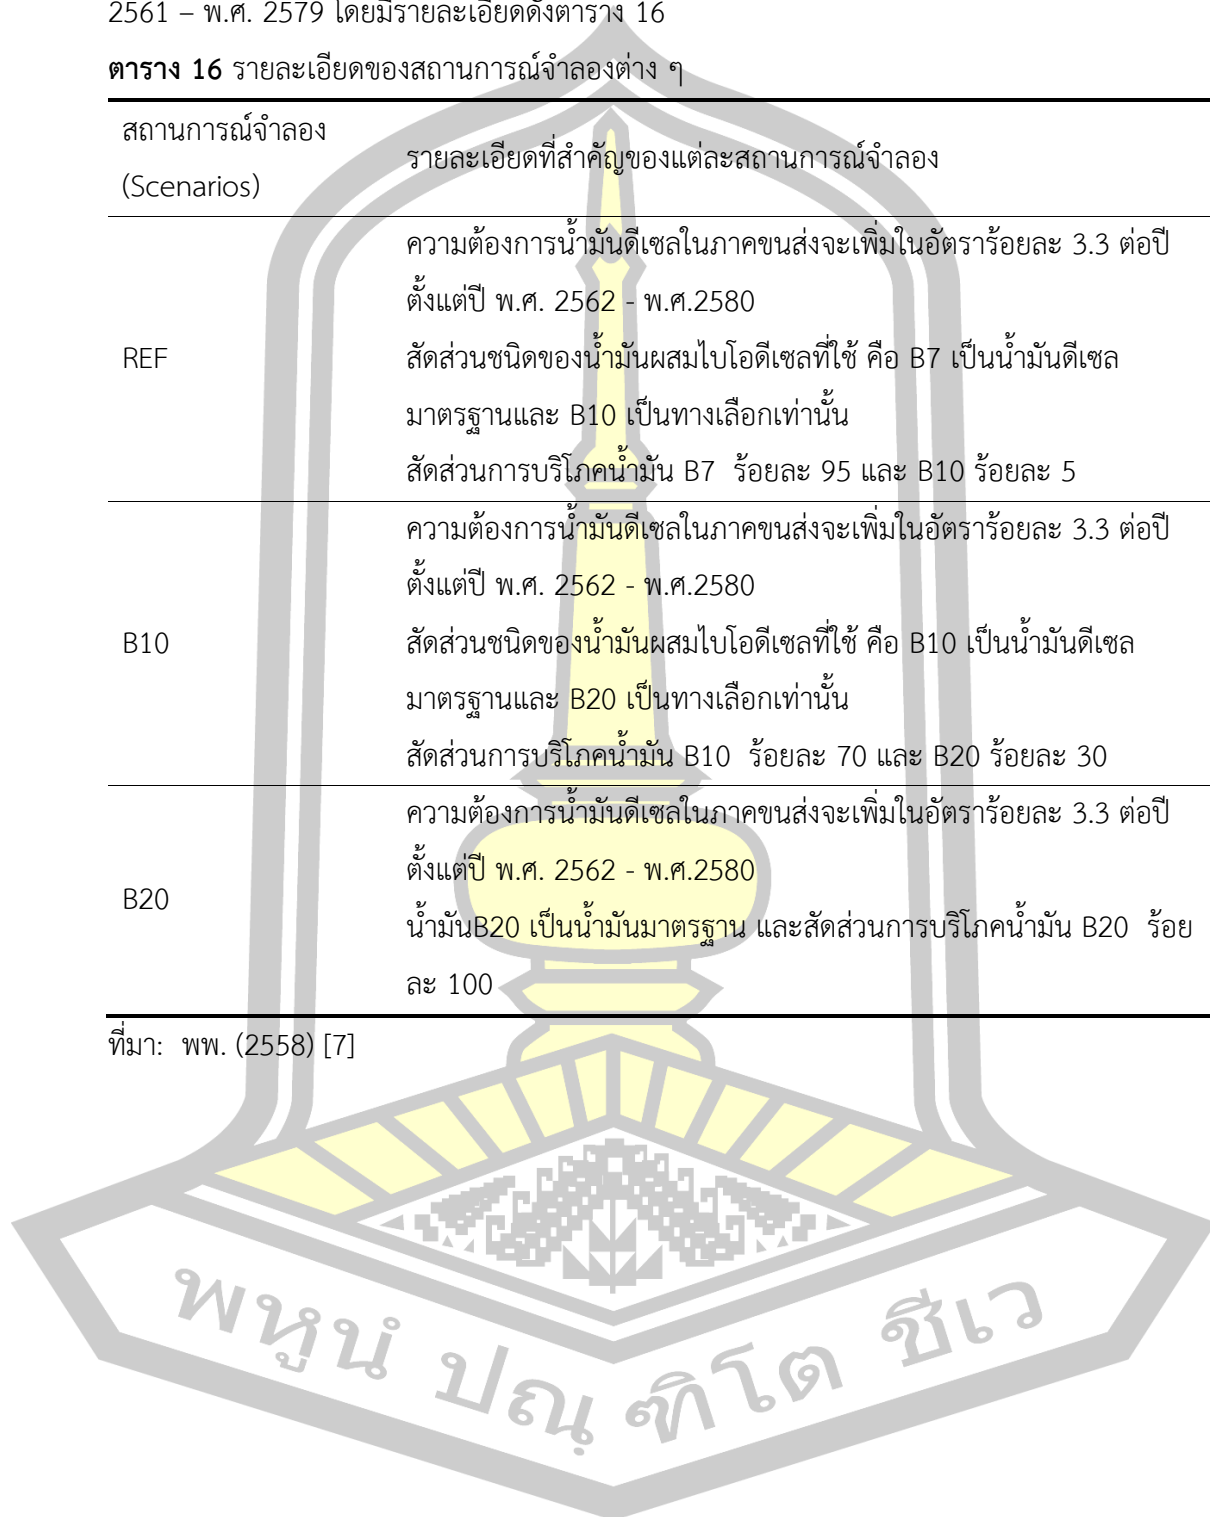 2561 – พ.ศ. 2579 โดยมีรายละเอียดดังตาราง 16
ตาราง 16 รายละเอียดของสถานการณ์จำลองต่าง ๆ
สถานการณ์จำลอง
(Scenarios)
รายละเอียดที่สำคัญของแต่ละสถานการณ์จำลอง
REF
ความต้องการน้ำมันดีเซลในภาคขนส่งจะเพิ่มในอัตราร้อยละ 3.3 ต่อปี
ตั้งแต่ปี พ.ศ. 2562 - พ.ศ.2580
สัดส่วนชนิดของน้ำมันผสมไบโอดีเซลที่ใช้ คือ B7 เป็นน้ำมันดีเซล
มาตรฐานและ B10 เป็นทางเลือกเท่านั้น
สัดส่วนการบริโภคน้ำมัน B7 ร้อยละ 95 และ B10 ร้อยละ 5
B10
ความต้องการน้ำมันดีเซลในภาคขนส่งจะเพิ่มในอัตราร้อยละ 3.3 ต่อปี
ตั้งแต่ปี พ.ศ. 2562 - พ.ศ.2580
สัดส่วนชนิดของน้ำมันผสมไบโอดีเซลที่ใช้ คือ B10 เป็นน้ำมันดีเซล
มาตรฐานและ B20 เป็นทางเลือกเท่านั้น
สัดส่วนการบริโภคน้ำมัน B10 ร้อยละ 70 และ B20 ร้อยละ 30
B20
ความต้องการน้ำมันดีเซลในภาคขนส่งจะเพิ่มในอัตราร้อยละ 3.3 ต่อปี
ตั้งแต่ปี พ.ศ. 2562 - พ.ศ.2580
น้ำมันB20 เป็นน้ำมันมาตรฐาน และสัดส่วนการบริโภคน้ำมัน B20 ร้อย
ละ 100
ที่มา: พพ. (2558) [7]
พหูนํ ปณฺฑิโต ชีเว